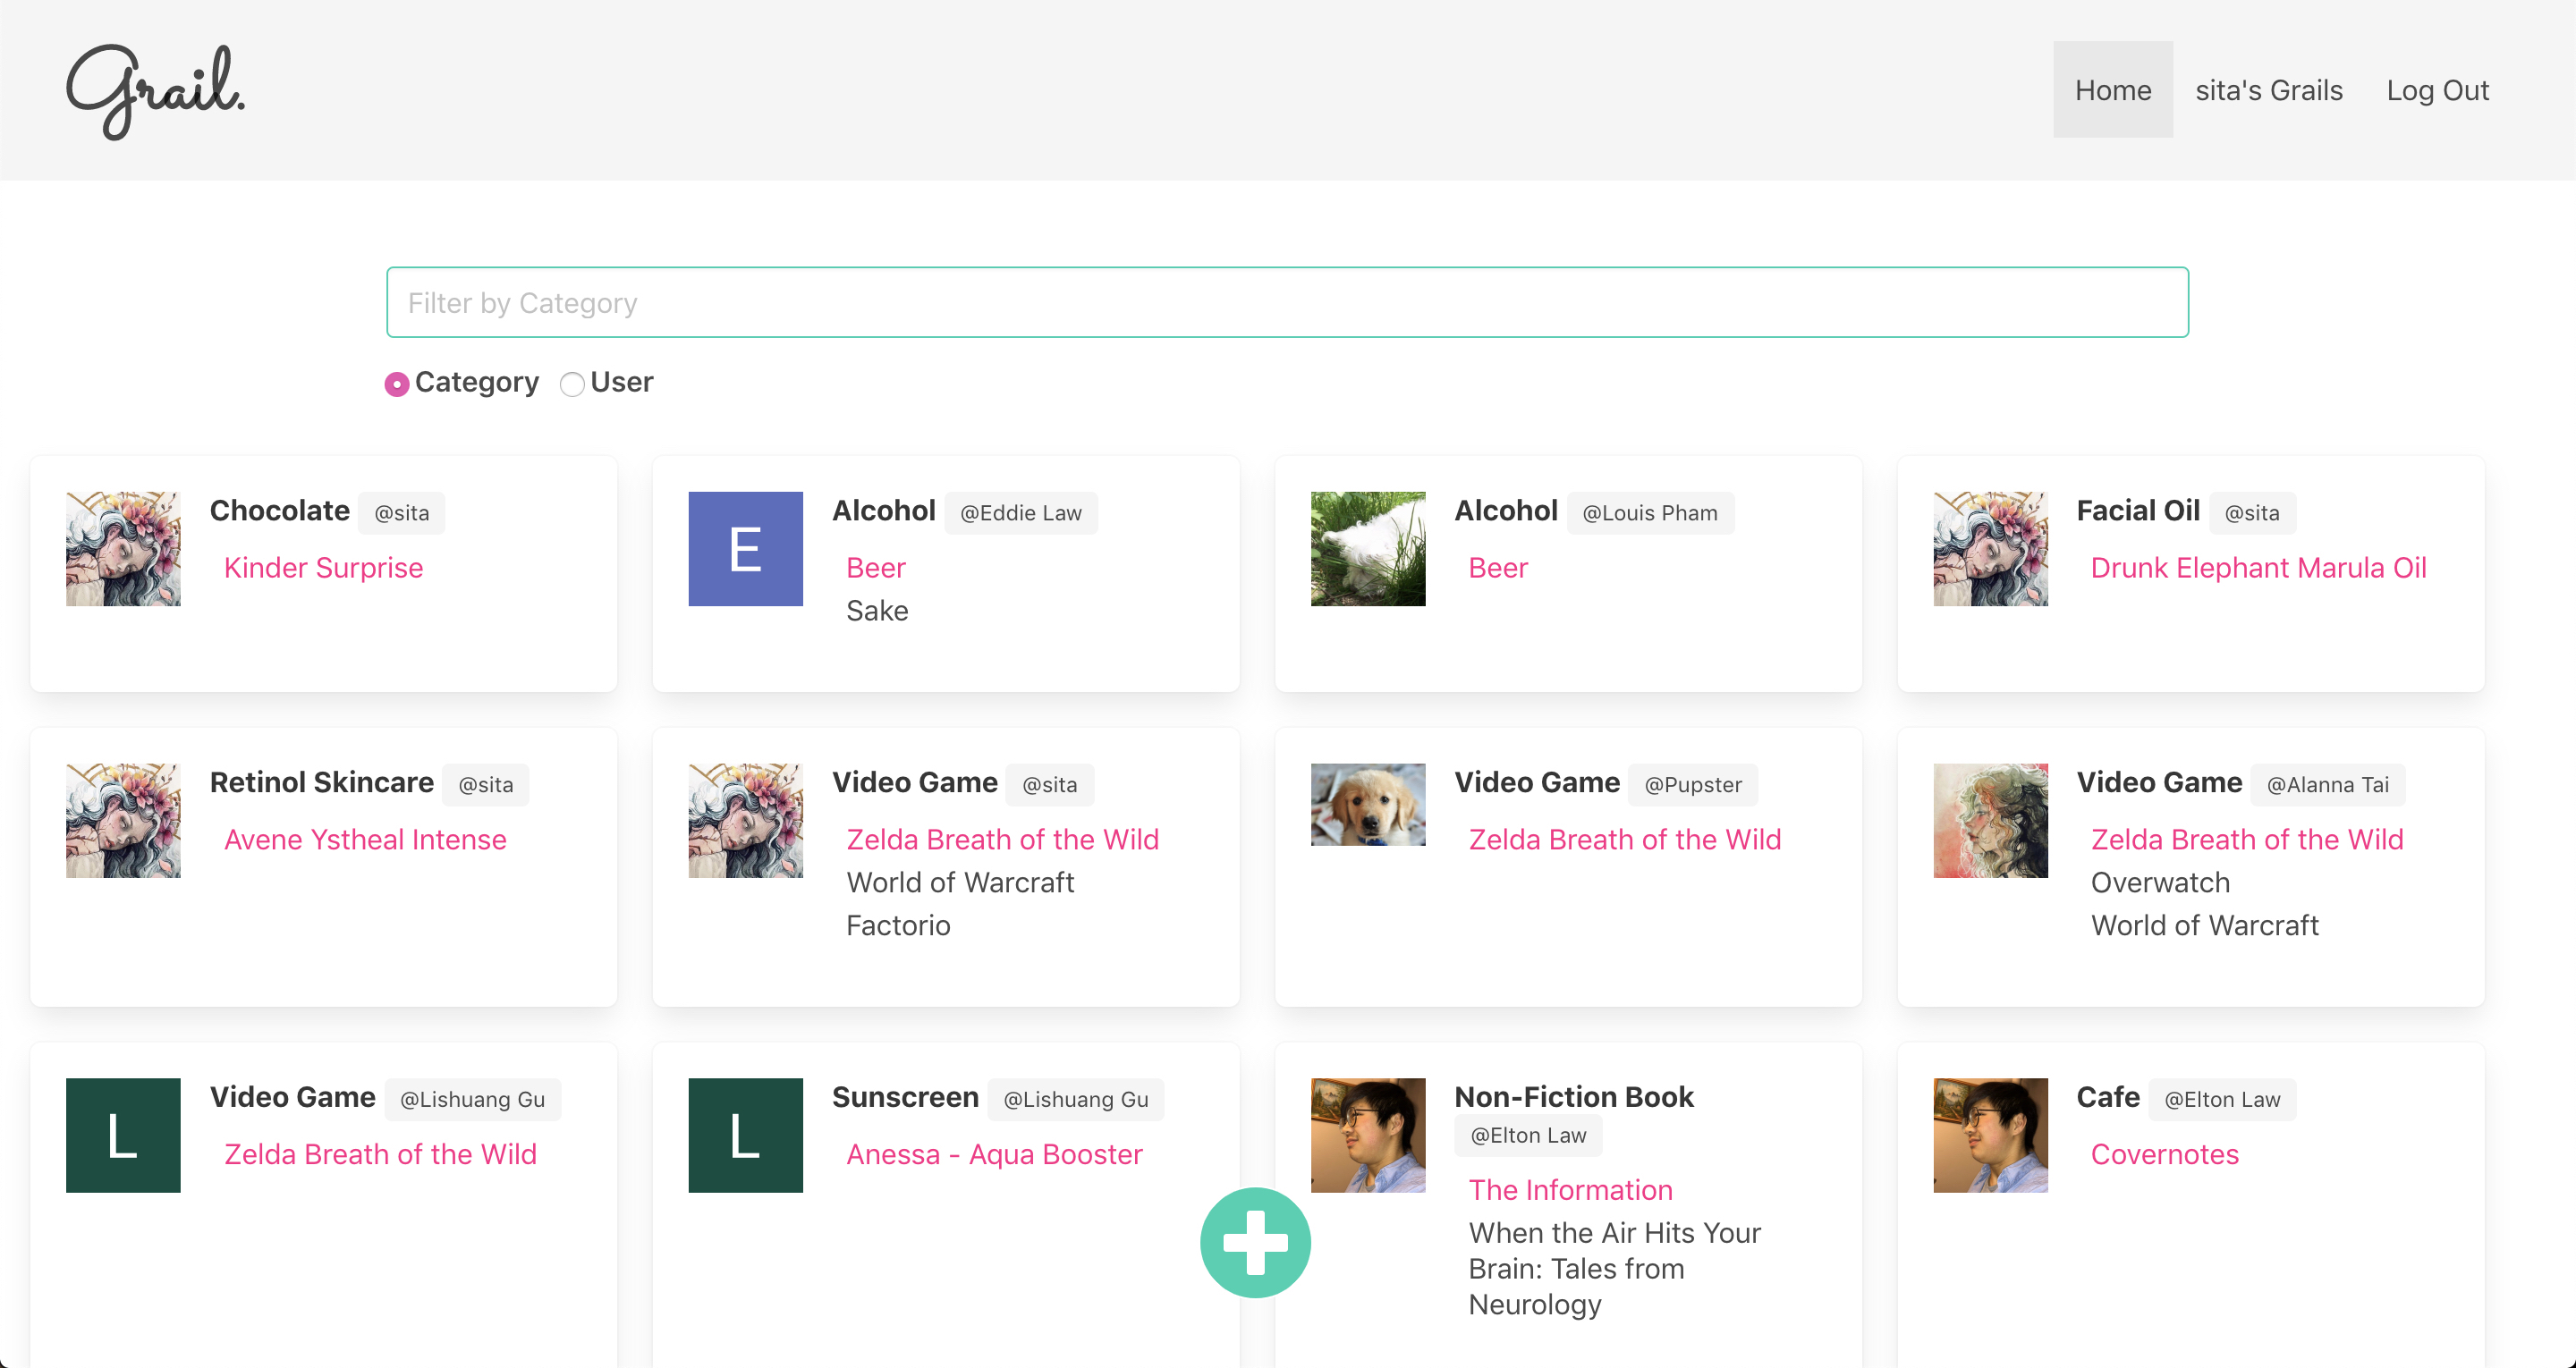 Grail.
Home
sita's Grails
Log Out
Filter by Category
Category
User
Chocolate @sita
Kinder Surprise
E
Alcohol @Eddie Law
Beer
Sake
Alcohol @Louis Pham
Beer
Facial Oil @sita
Drunk Elephant Marula Oil
Retinol Skincare @sita
Avene Ystheal Intense
Video Game @sita
Zelda Breath of the Wild
World of Warcraft
Factorio
Video Game @Pupster
Zelda Breath of the Wild
Video Game @Alanna Tai
Zelda Breath of the Wild
Overwatch
World of Warcraft
L
Video Game @Lishuang Gu
Zelda Breath of the Wild
L
Sunscreen @Lishuang Gu
Anessa - Aqua Booster
Non-Fiction Book
@Elton Law
The Information
When the Air Hits Your
Brain: Tales from
Neurology
Cafe @Elton Law
Covernotes